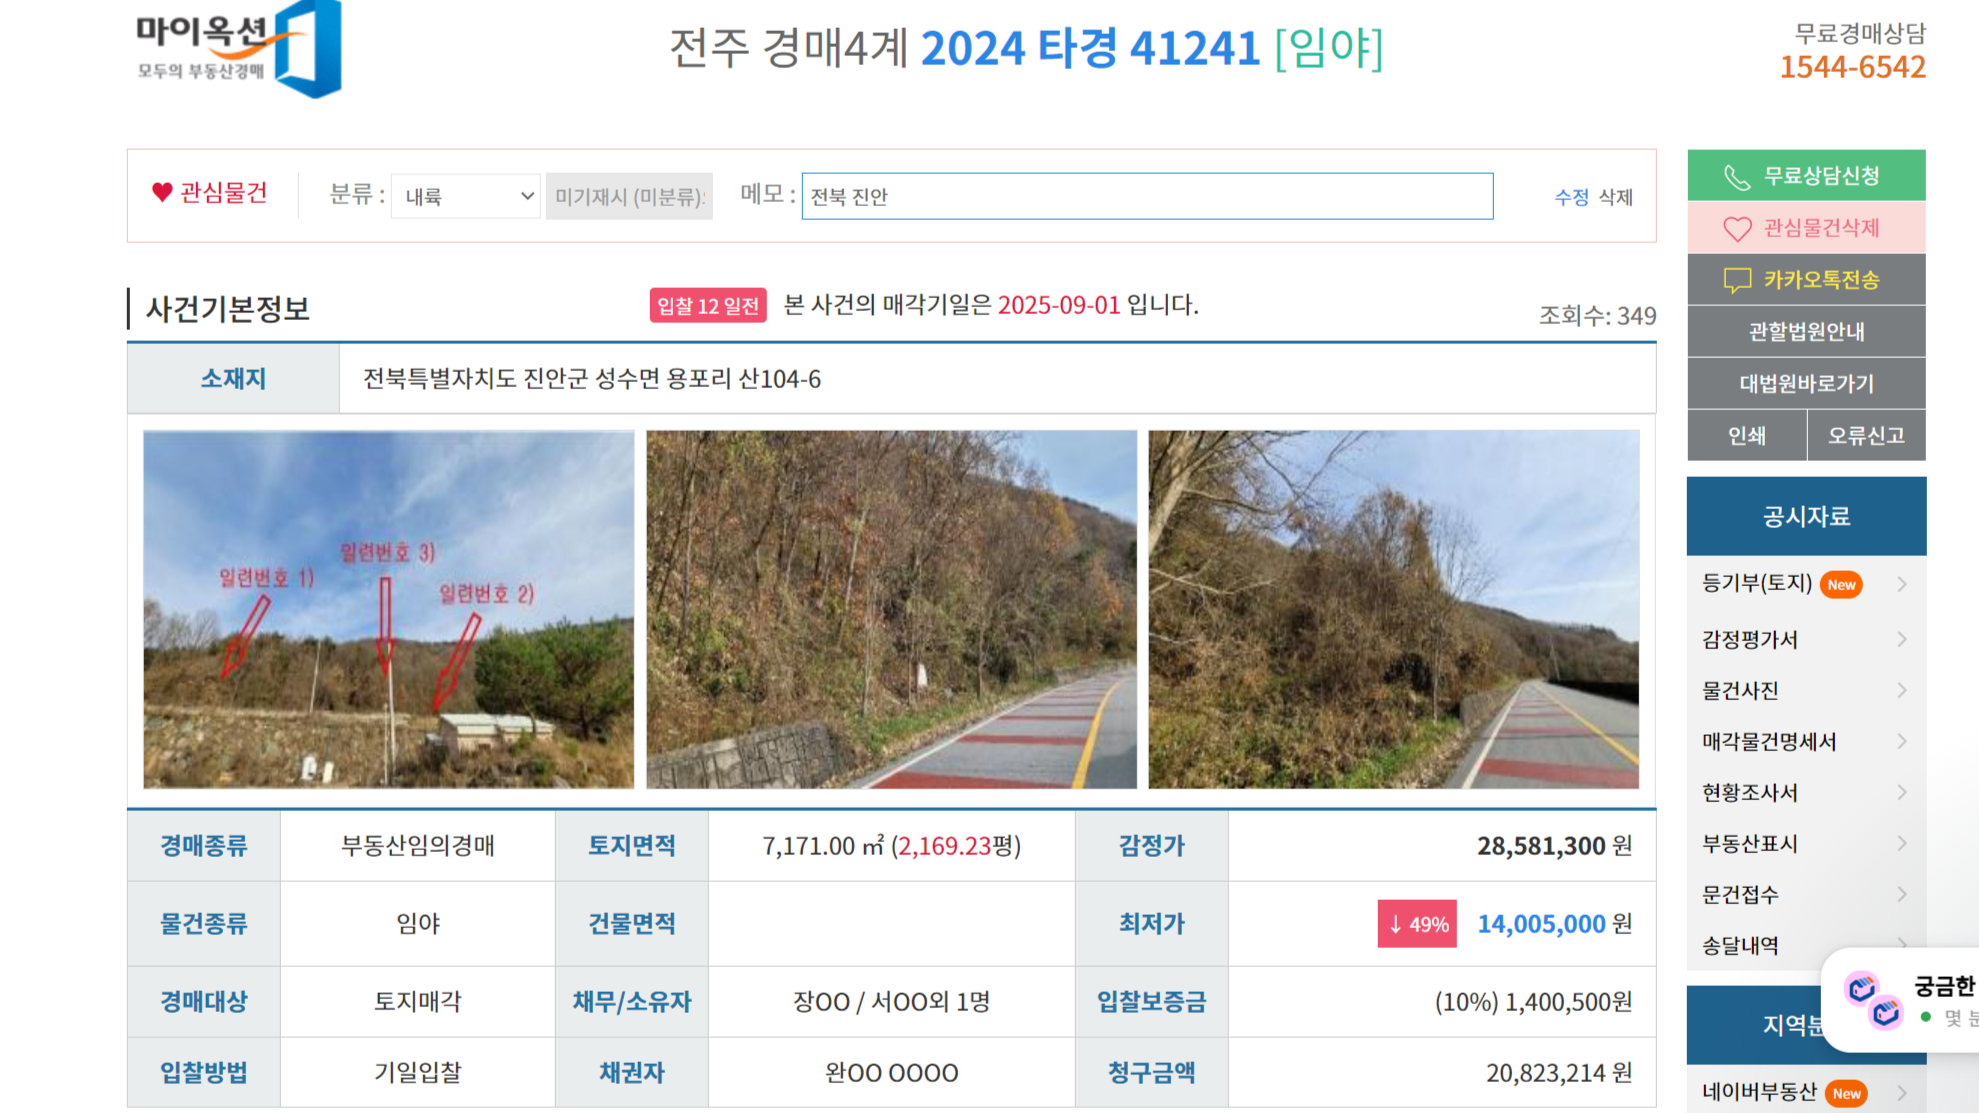 마이옥션
모두의 부동산경매
전주 경매4계 2024 타경 41241 [임야]
무료경매상담
1544-6542
♥ 관심물건
분류 : 내륙 미기재시 (미분류) 메모 : 전북 진안 수정 삭제
무료상담신청
관심물건삭제
카카오톡전송
관할법원안내
대법원바로가기
인쇄 오류신고
사건기본정보
입찰 12 일전 본 사건의 매각기일은 2025-09-01 입니다.
조회수: 349
소재지 전북특별자치도 진안군 성수면 용포리 산104-6
일련번호 1)
일련번호 3)
일련번호 2)
경매종류 부동산임의경매 토지면적 7,171.00 ㎡ (2,169.23평) 감정가 28,581,300 원
물건종류 임야 건물면적 최저가 ↓ 49% 14,005,000 원
경매대상 토지매각 채무/소유자 장OO / 서OO외 1명 입찰보증금 (10%) 1,400,500원
입찰방법 기일입찰 채권자 완OO OOOO 청구금액 20,823,214 원
공시자료
등기부(토지) New
감정평가서
물건사진
매각물건명세서
현황조사서
부동산표시
문건접수
송달내역
궁금한
몇
네이버부동산 New